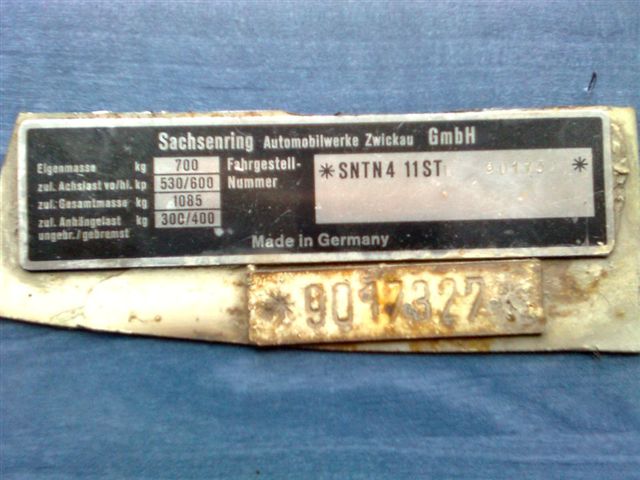 Sachsenring Automobilwerke Zwickau GmbH
Eigenmasse kg 700
zul. Achslast vo/hi. kp 530/600
zul. Gesamtmasse kg 1085
zul. Anhängelast kg 300/400
ungebr./gebremst
Fahrgestell-
Nummer
*SNTN4 11ST *
Made in Germany
*9017327*